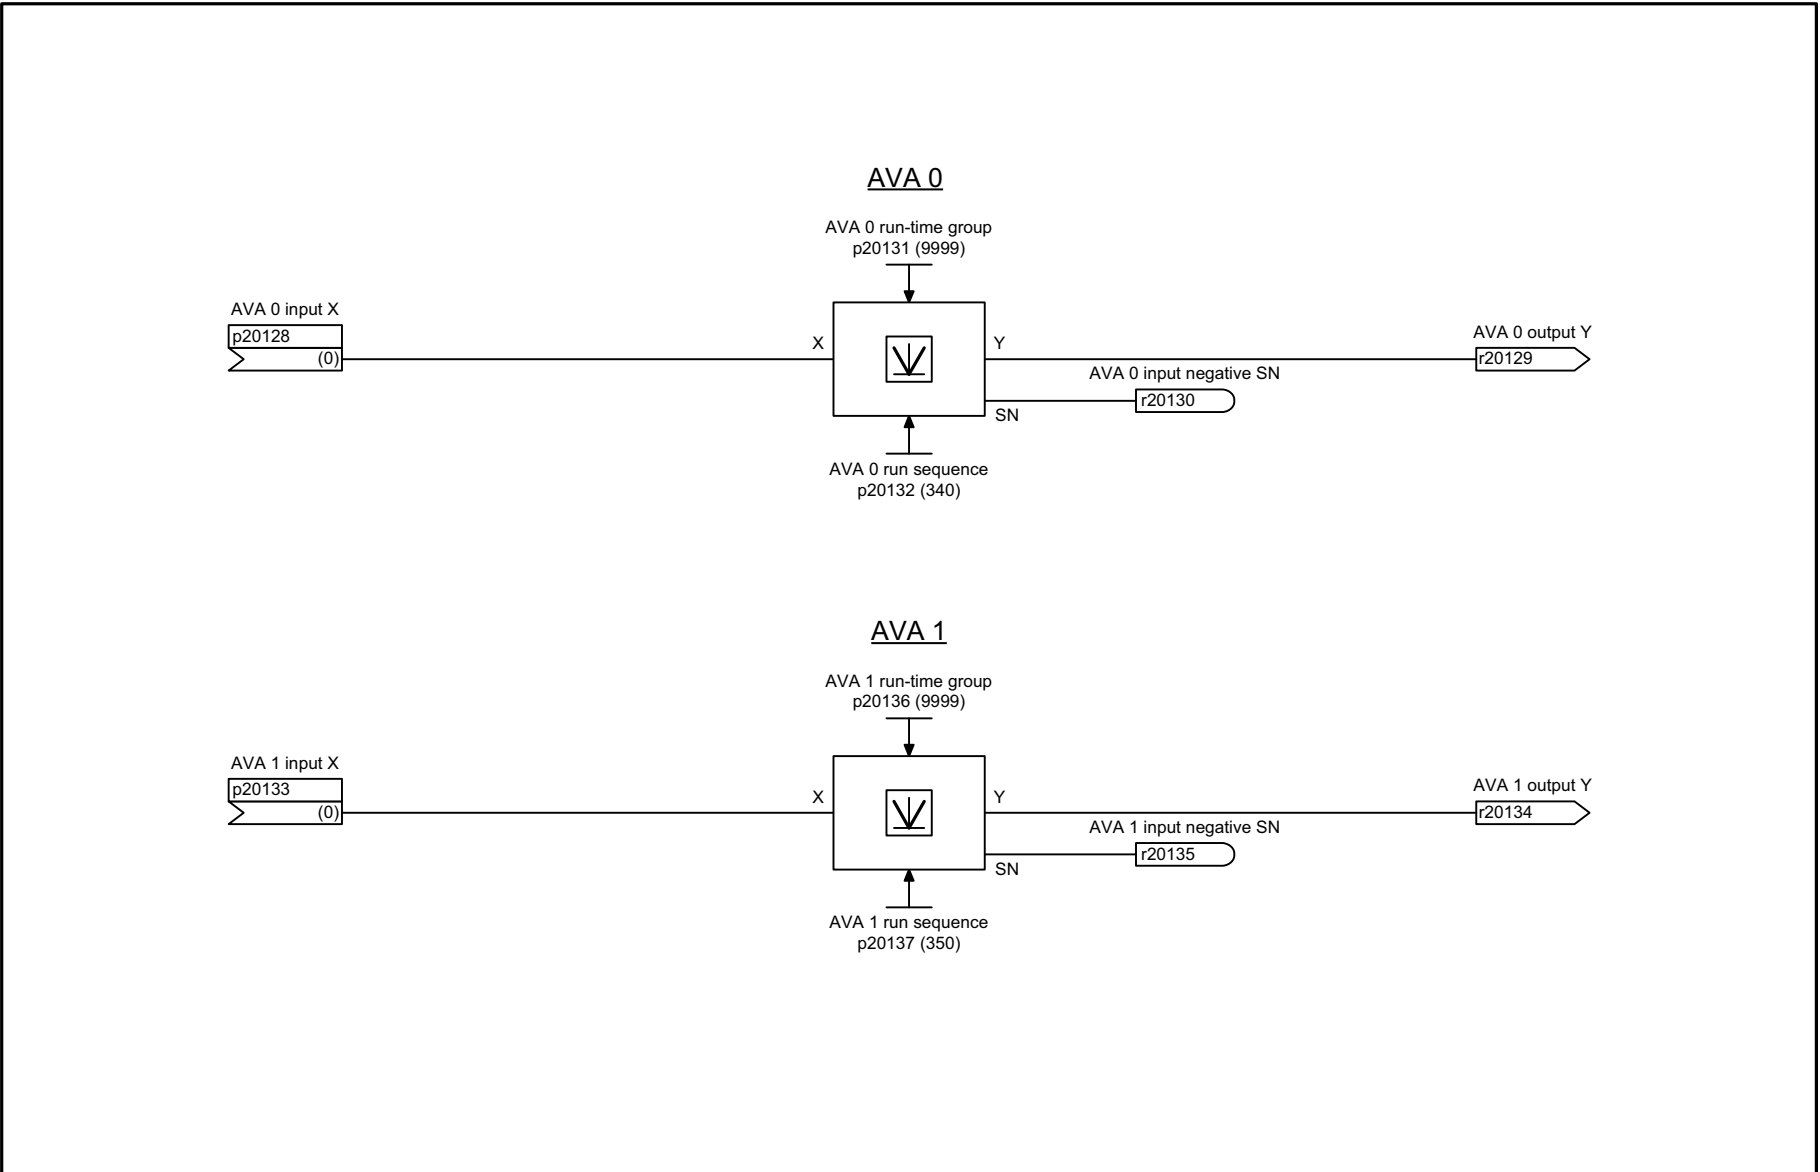 AVA 0
AVA 0 run-time group
p20131 (9999)
AVA 0 input X
p20128
(0)
X
Y
AVA 0 output Y
r20129
AVA 0 input negative SN
r20130
SN
AVA 0 run sequence
p20132 (340)
AVA 1
AVA 1 run-time group
p20136 (9999)
AVA 1 input X
p20133
(0)
X
Y
AVA 1 output Y
r20134
AVA 1 input negative SN
r20135
SN
AVA 1 run sequence
p20137 (350)